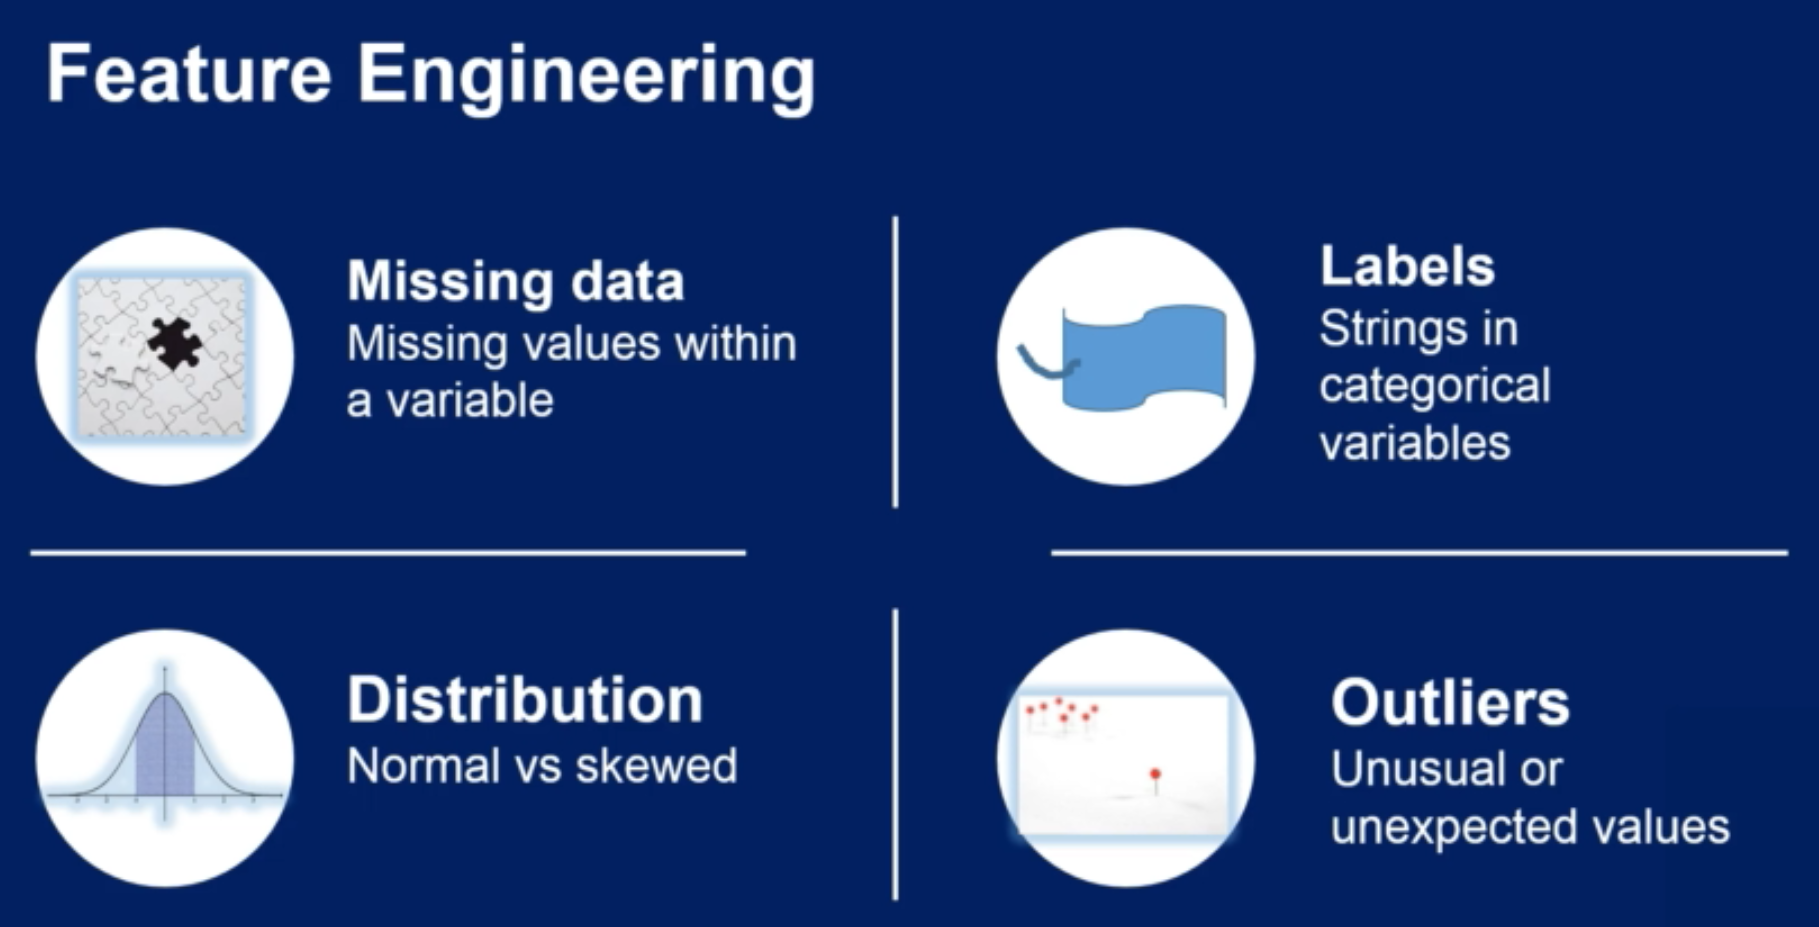 Feature Engineering
Missing data
Missing values within
a variable
Labels
Strings in
categorical
variables
Distribution
Normal vs skewed
Outliers
Unusual or
unexpected values